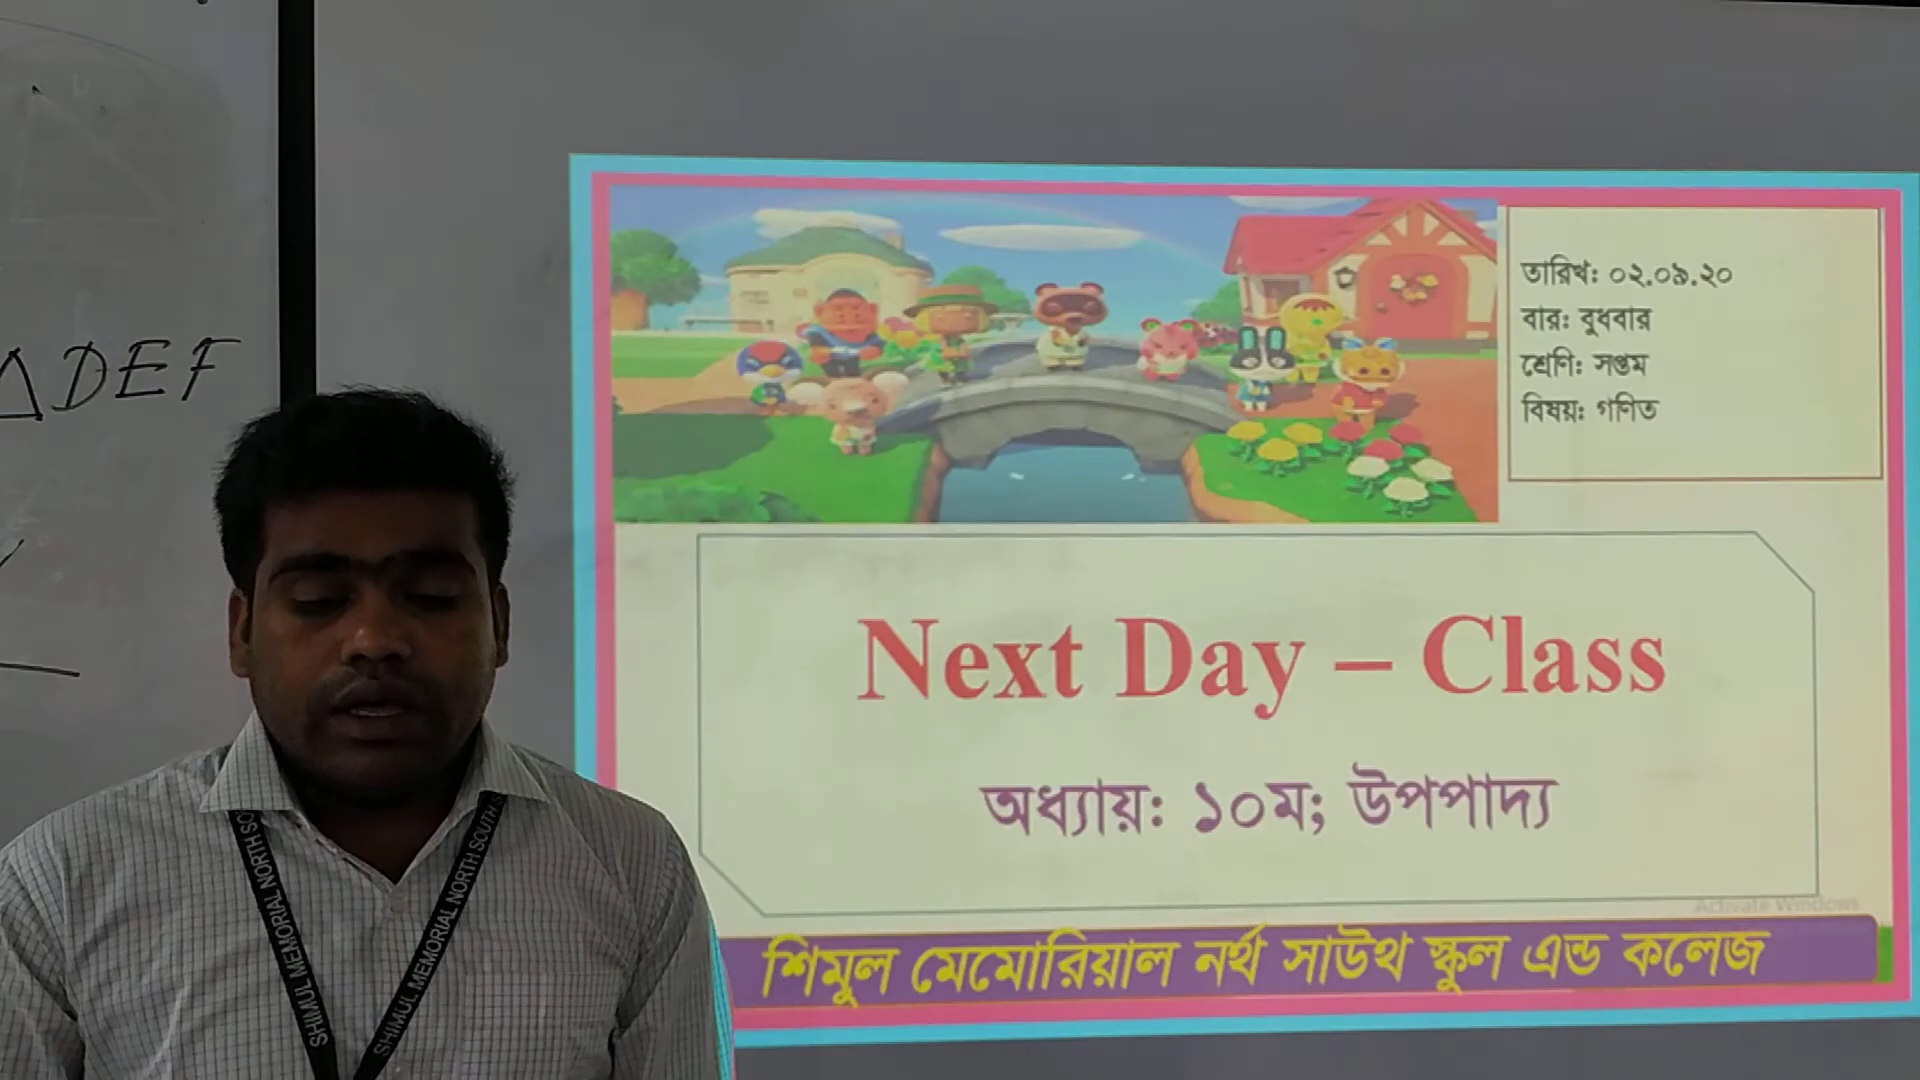 ΔDEF
তারিখ: ০২.০৯.২০
বার: বুধবার
শ্রেণি: সপ্তম
বিষয়: গণিত
Next Day – Class
অধ্যায়: ১০ম; উপপাদ্য
Activate Windows
শিমুল মেমোরিয়াল নর্থ সাউথ স্কুল এন্ড কলেজ
SHIMUL MEMORIAL NORTH SO
SHIMUL MEMORIAL NORTH SOUTH S